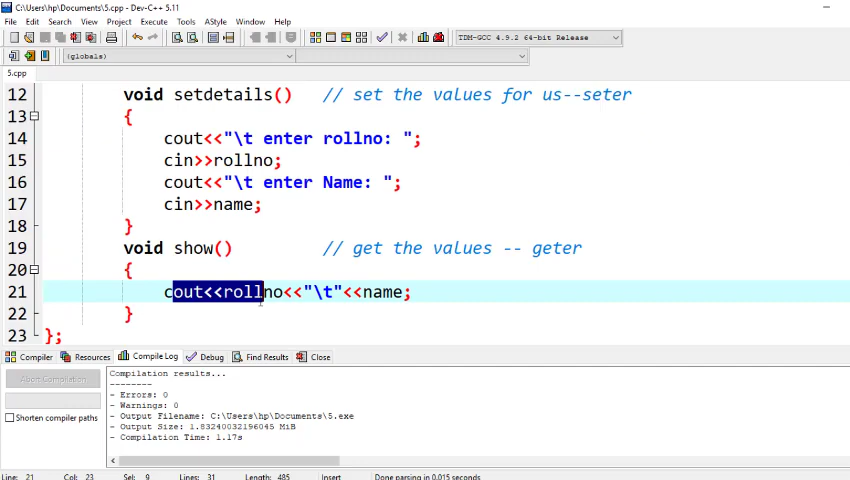 C:\Users\hp\Documents\5.cpp - Dev-C++ 5.11
File Edit Search View Project Execute Tools AStyle Window Help
TDM-GCC 4.9.2 64-bit Release
(globals)
5.cpp
12 void setdetails() // set the values for us--seter
13 {
14 cout<<"\t enter rollno: ";
15 cin>>rollno;
16 cout<<"\t enter Name: ";
17 cin>>name;
18 }
19 void show() // get the values -- geter
20 {
21 cout<<rollno<<"\t"<<name;
22 }
23 };
Compiler Resources Compile Log Debug Find Results Close
Abort Compilation
Shorten compiler paths
Compilation results...
--------
- Errors: 0
- Warnings: 0
- Output Filename: C:\Users\hp\Documents\5.exe
- Output Size: 1.83240032196045 MiB
- Compilation Time: 1.17s
Line: 21 Col: 23 Sel: 9 Lines: 31 Length: 485 Insert Done parsing in 0.015 seconds